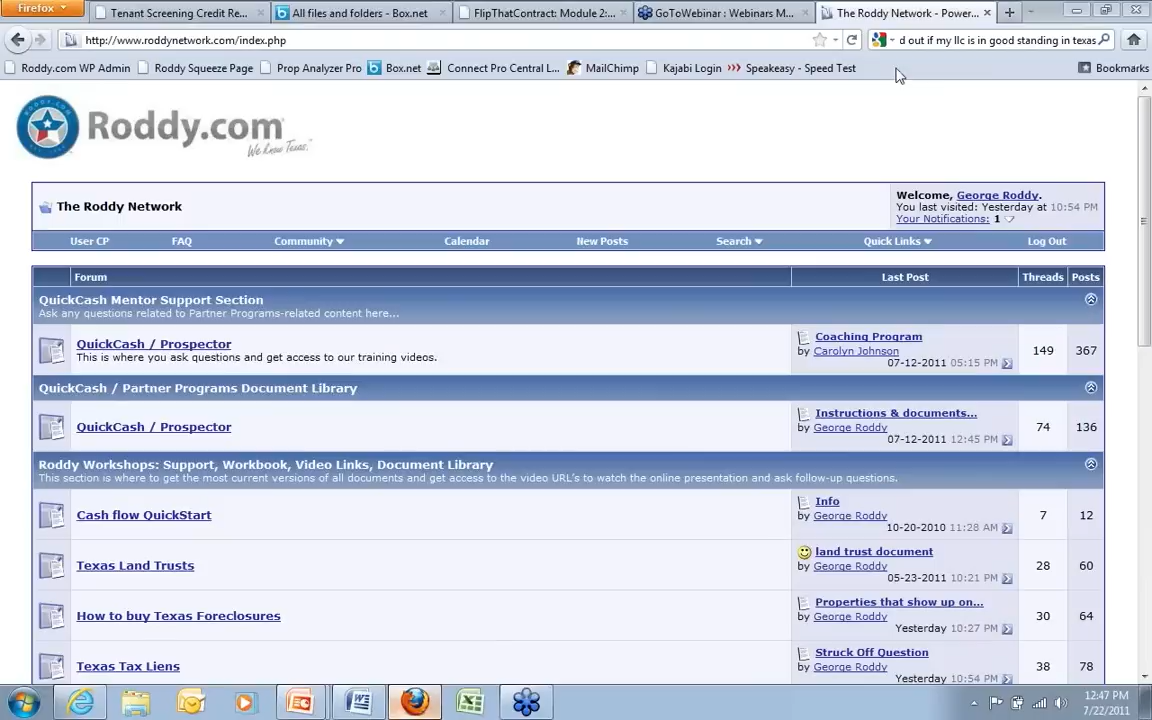 Firefox
Tenant Screening Credit Re...
All files and folders - Box.net
FlipThatContract: Module 2:...
GoToWebinar : Webinars M...
The Roddy Network - Power...
http://www.roddynetwork.com/index.php
d out if my llc is in good standing in texas
Roddy.com WP Admin
Roddy Squeeze Page
Prop Analyzer Pro
Box.net
Connect Pro Central L...
MailChimp
Kajabi Login
Speakeasy - Speed Test
Bookmarks
Roddy.com
We know Texas.
The Roddy Network
Welcome, George Roddy.
You last visited: Yesterday at 10:54 PM
Your Notifications: 1
User CP
FAQ
Community
Calendar
New Posts
Search
Quick Links
Log Out
Forum
Last Post
Threads
Posts
QuickCash Mentor Support Section
Ask any questions related to Partner Programs-related content here...
QuickCash / Prospector
This is where you ask questions and get access to our training videos.
Coaching Program
by Carolyn Johnson
07-12-2011 05:15 PM
149
367
QuickCash / Partner Programs Document Library
QuickCash / Prospector
Instructions & documents...
by George Roddy
07-12-2011 12:45 PM
74
136
Roddy Workshops: Support, Workbook, Video Links, Document Library
This section is where to get the most current versions of all documents and get access to the video URL's to watch the online presentation and ask follow-up questions.
Cash flow QuickStart
Info
by George Roddy
10-20-2010 11:28 AM
7
12
Texas Land Trusts
land trust document
by George Roddy
05-23-2011 10:21 PM
28
60
How to buy Texas Foreclosures
Properties that show up on...
by George Roddy
Yesterday 10:27 PM
30
64
Texas Tax Liens
Struck Off Question
by George Roddy
Yesterday 10:54 PM
38
78
12:47 PM
7/22/2011